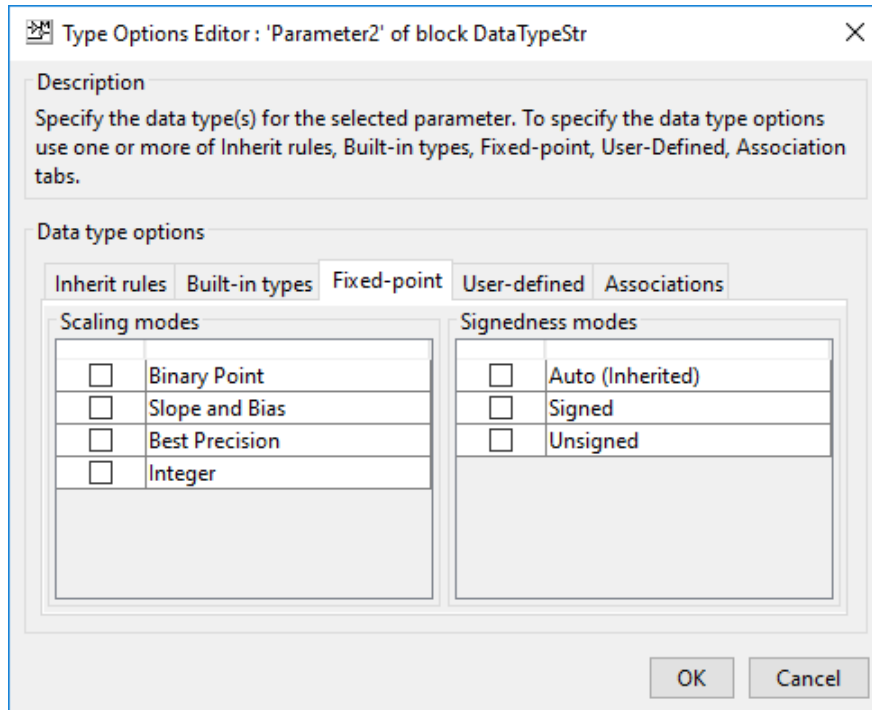 Type Options Editor : 'Parameter2' of block DataTypeStr
Description
Specify the data type(s) for the selected parameter. To specify the data type options
use one or more of Inherit rules, Built-in types, Fixed-point, User-Defined, Association
tabs.
Data type options
Inherit rules Built-in types Fixed-point User-defined Associations
Scaling modes
Binary Point
Slope and Bias
Best Precision
Integer
Signedness modes
Auto (Inherited)
Signed
Unsigned
OK Cancel